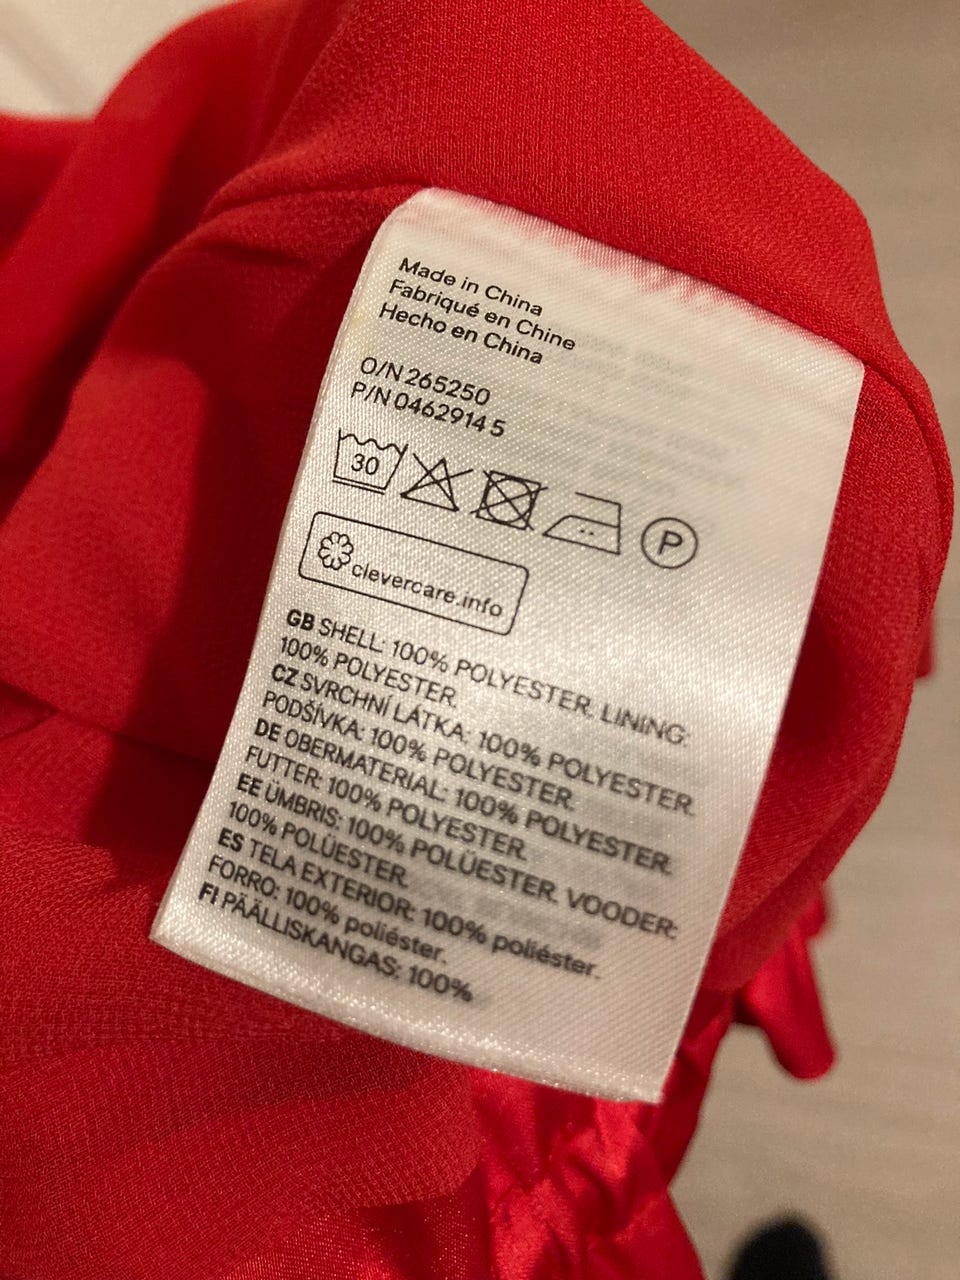 Made in China
Fabriqué en Chine
Hecho en China
O/N 265250
P/N 04629145
30
P
clevercare.info
GB SHELL: 100% POLYESTER. LINING:
100% POLYESTER.
CZ SVRCHNÍ LÁTKA: 100% POLYESTER.
PODŠÍVKA: 100% POLYESTER.
DE OBERMATERIAL: 100% POLYESTER.
FUTTER: 100% POLYESTER.
EE ÜMBRIS: 100% POLÜESTER. VOODER:
100% POLÜESTER.
ES TELA EXTERIOR: 100% poliéster.
FORRO: 100% poliéster.
FI PÄÄLLISKANGAS: 100%